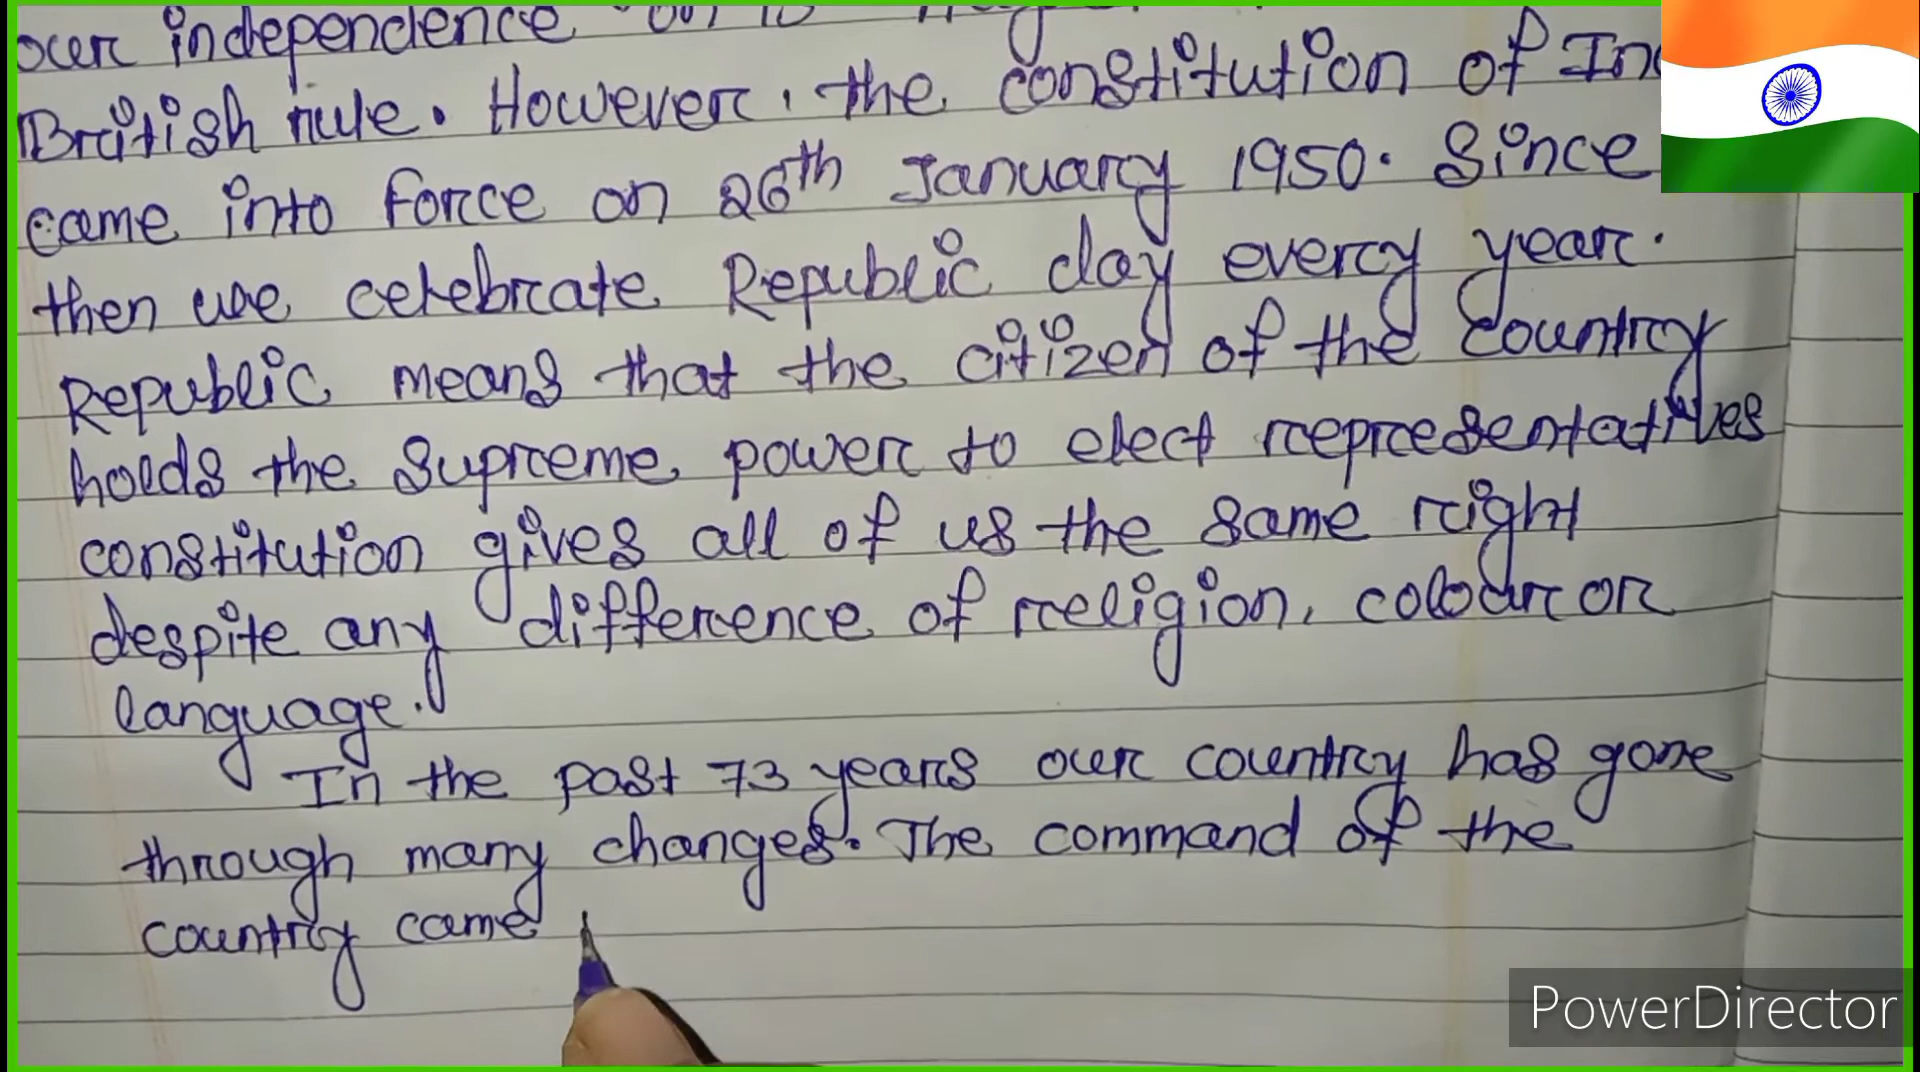 our independence on 15
British rule. However, the constitution of
came into force on 26th January 1950. Since
then we celebrate Republic day every year.
Republic means that the citizen of the country
holds the supreme power to elect representatives
constitution gives all of us the same right
despite any difference of religion, colour or
language.
In the past 73 years our country has gone
through many changes. The command of the
country came
PowerDirector